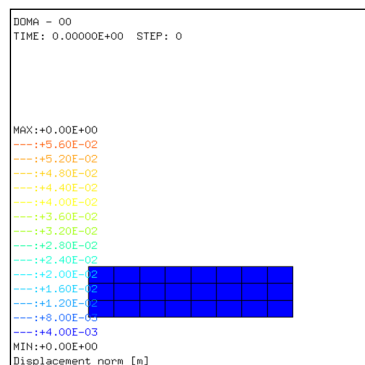 DOMA - 00
TIME: 0.00000E+00 STEP: 0
MAX:+0.00E+00
---:+5.60E-02
---:+5.20E-02
---:+4.80E-02
---:+4.40E-02
---:+4.00E-02
---:+3.60E-02
---:+3.20E-02
---:+2.80E-02
---:+2.40E-02
---:+2.00E-02
---:+1.60E-02
---:+1.20E-02
---:+8.00E-03
---:+4.00E-03
MIN:+0.00E+00
Displacement norm [m]